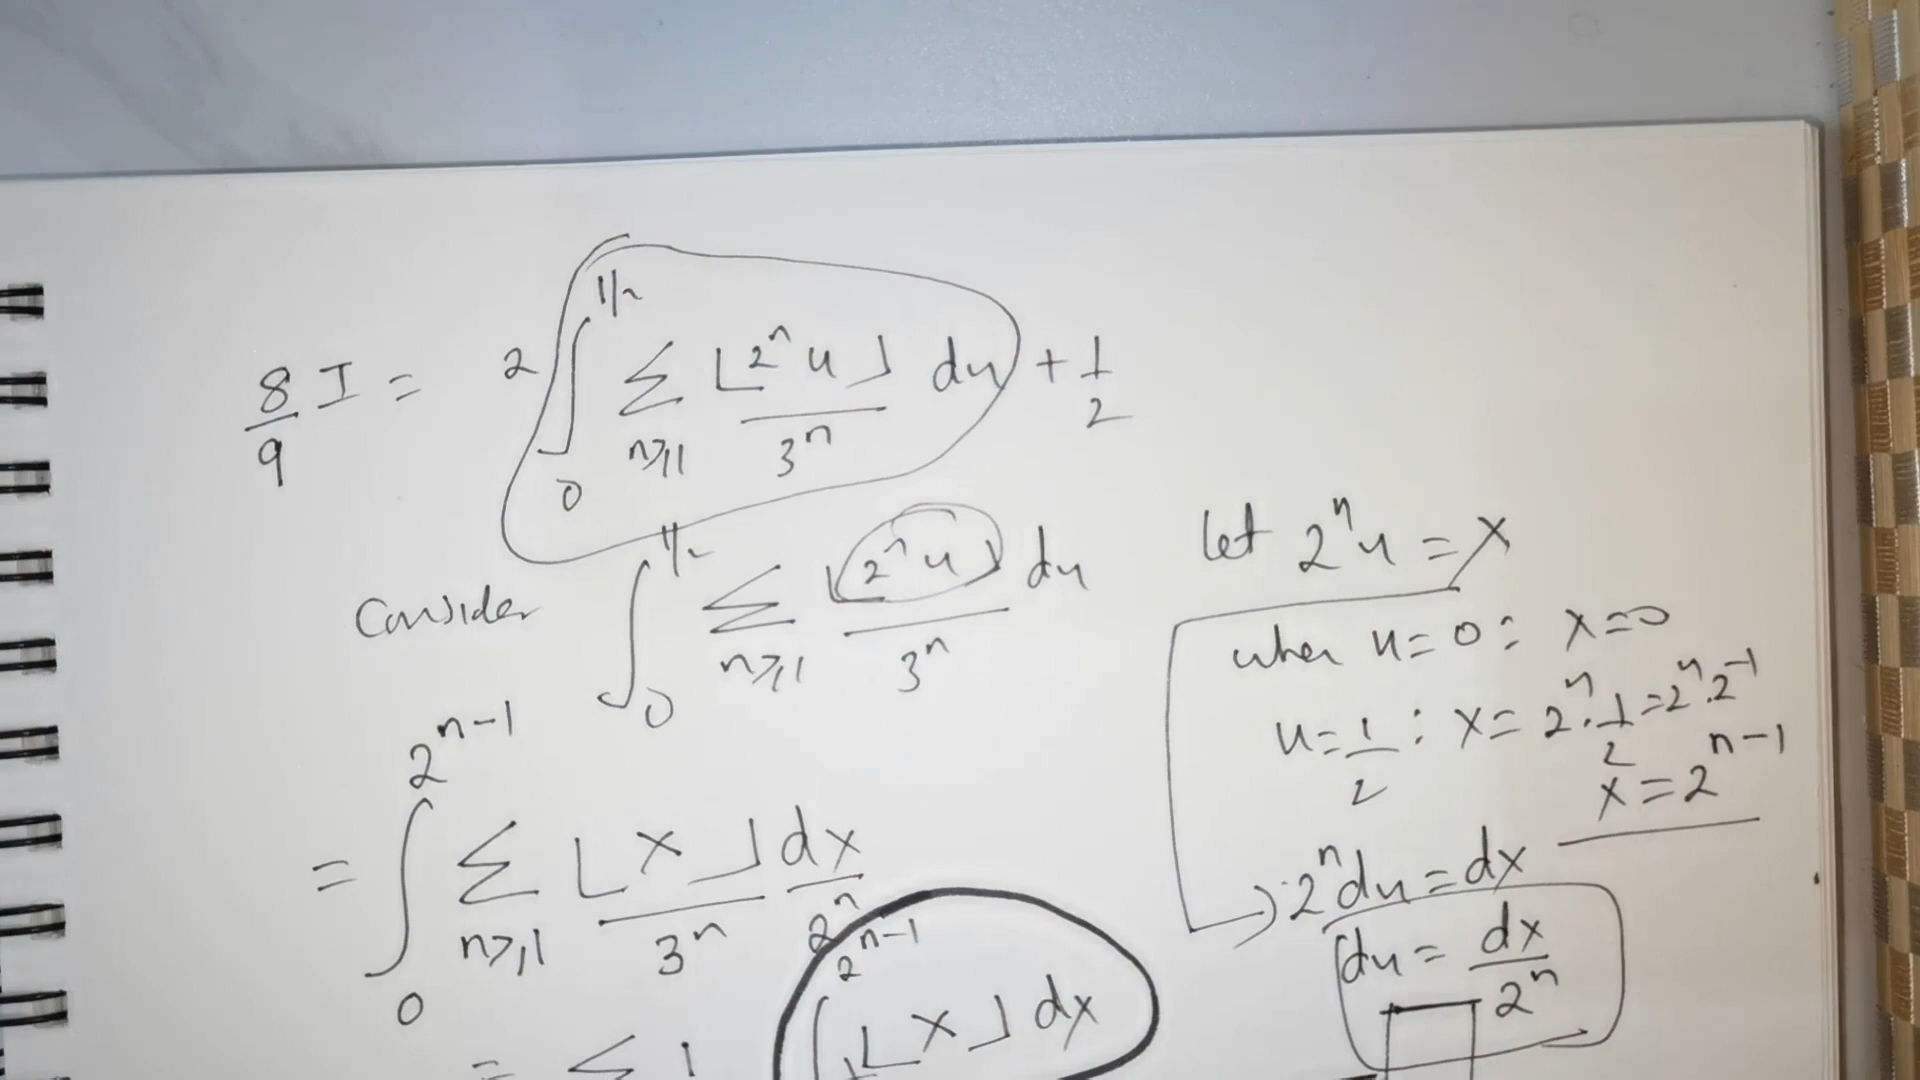 8/9 I = 2 ∫_0^{1/2} Σ_{n≥1} ⌊2^n u⌋/3^n du + 1/2
Consider ∫_0^{1/2} Σ_{n≥1} ⌊2^n u⌋/3^n du
= ∫_0^{2^{n-1}} Σ_{n≥1} ⌊x⌋/3^n dx/2^n
= Σ 1 ∫^{2^{n-1}} ⌊x⌋ dx
Let 2^n u = x
when u = 0 : x = 0
u = 1/2 : x = 2^n · 1/2 = 2^n · 2^{-1}
x = 2^{n-1}
2^n du = dx
du = dx/2^n